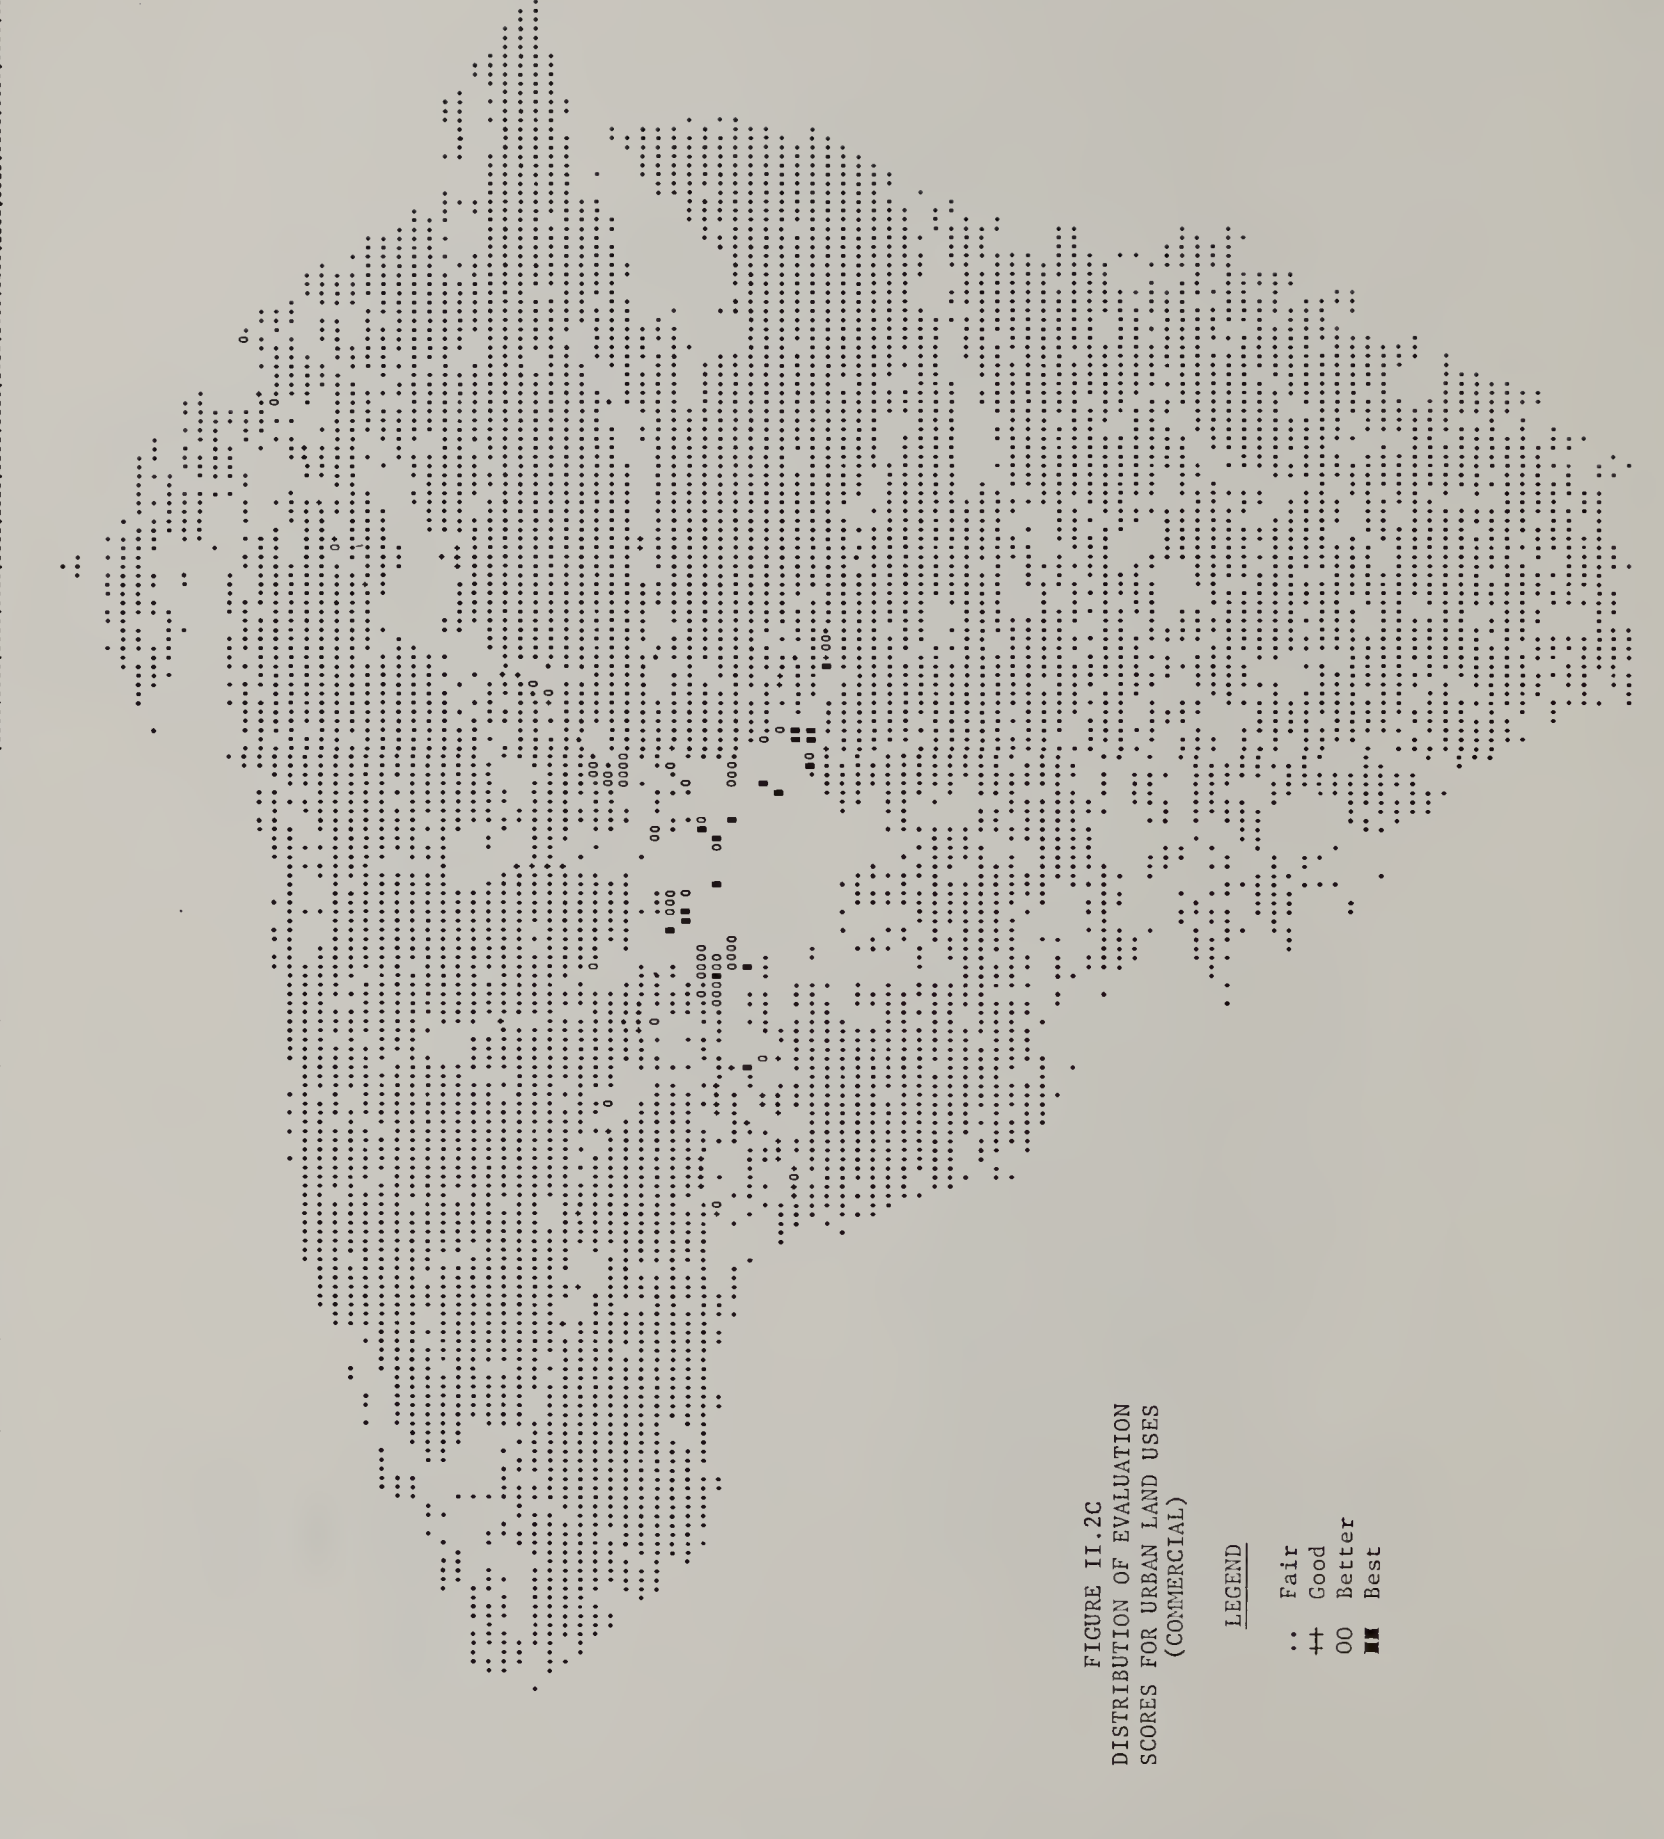 FIGURE II.2C
DISTRIBUTION OF EVALUATION
SCORES FOR URBAN LAND USES
(COMMERCIAL)
LEGEND
Fair
Good
OO Better
Best